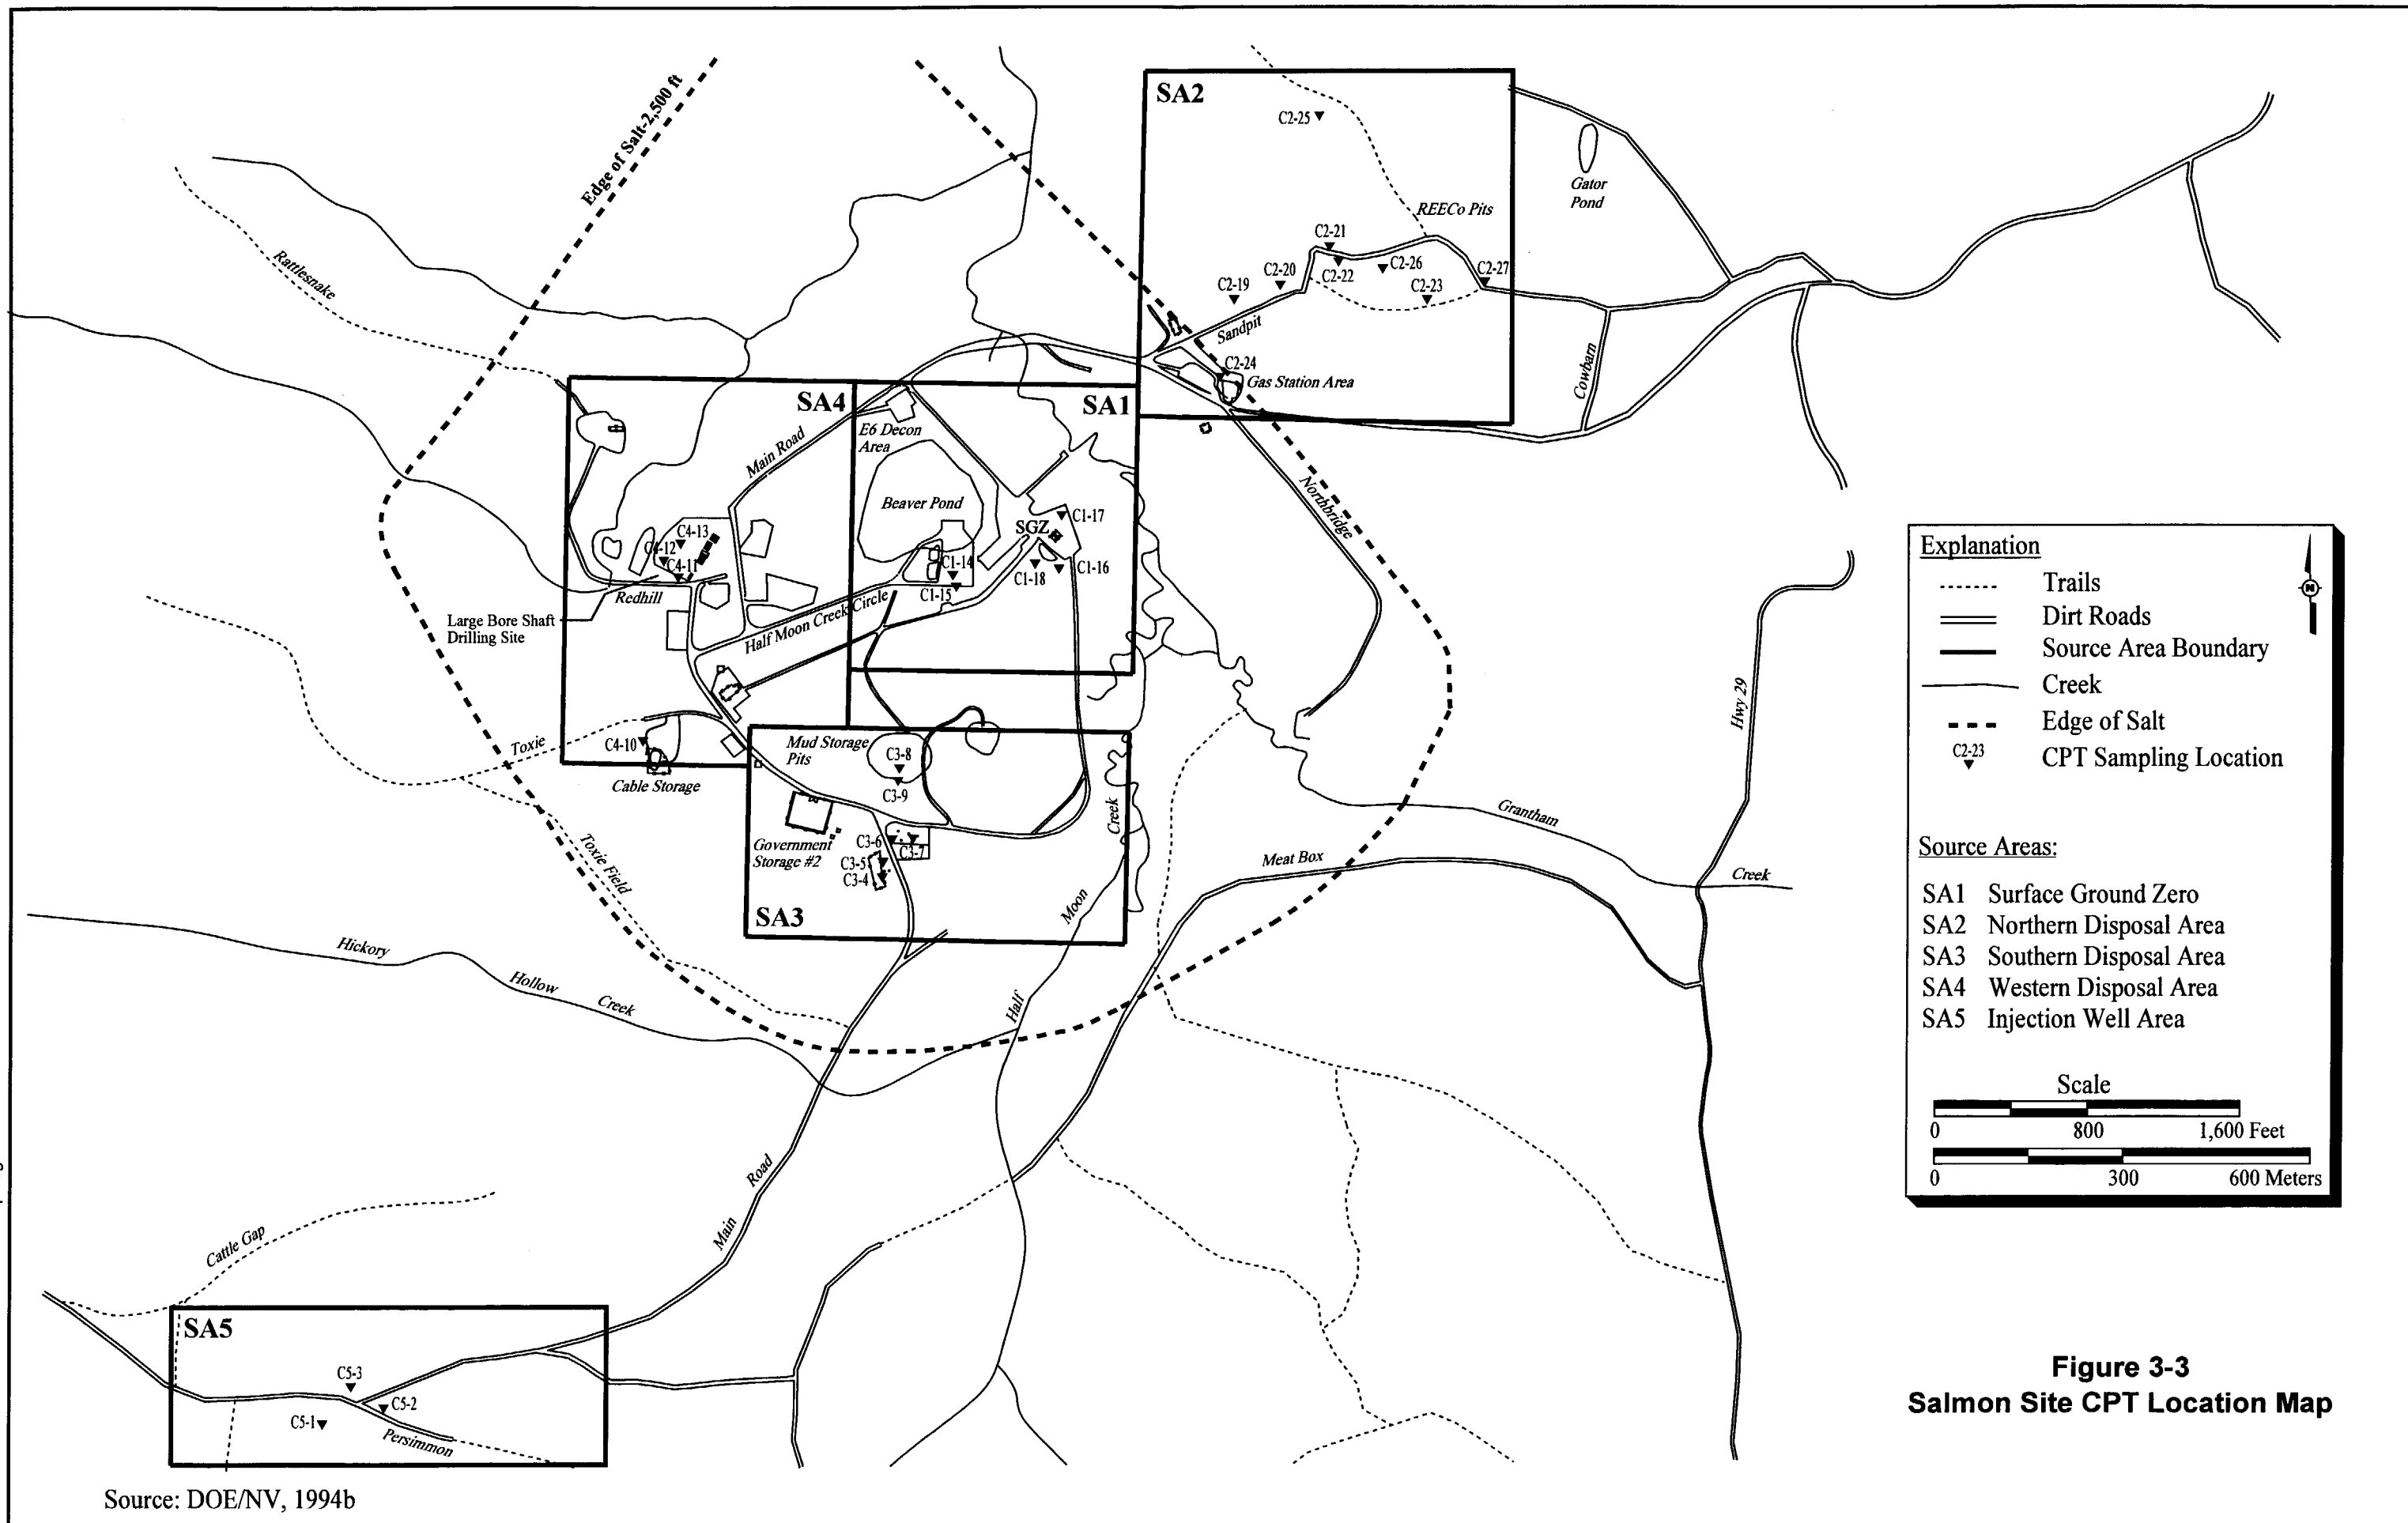 Edge of Salt-2,500 ft
SA2
C2-25
Gator
Pond
REECo Pits
C2-21
C2-22
C2-26
C2-27
C2-20
C2-19
C2-23
Sandpit
C2-24
Gas Station Area
Cowbarn
Rattlesnake
SA4
SA1
E6 Decon
Area
Main Road
Beaver Pond
SGZ
C1-17
Northbridge
C4-13
C4-12
C4-11
C1-14
C1-18
C1-16
C1-15
Redhill
Large Bore Shaft
Drilling Site
Half Moon Creek Circle
Toxie
C4-10
Cable Storage
Mud Storage
Pits
C3-8
C3-9
Creek
Government
Storage #2
C3-6
C3-7
C3-5
C3-4
SA3
Toxie Field
Moon
Half
Meat Box
Grantham
Creek
Hwy 29
Hickory
Hollow
Creek
Road
Main
Cattle Gap
SA5
C5-3
C5-2
C5-1
Persimmon
Explanation
Trails
Dirt Roads
Source Area Boundary
Creek
Edge of Salt
C2-23
CPT Sampling Location
N
Source Areas:
SA1 Surface Ground Zero
SA2 Northern Disposal Area
SA3 Southern Disposal Area
SA4 Western Disposal Area
SA5 Injection Well Area
Scale
0 800 1,600 Feet
0 300 600 Meters
Figure 3-3
Salmon Site CPT Location Map
Source: DOE/NV, 1994b